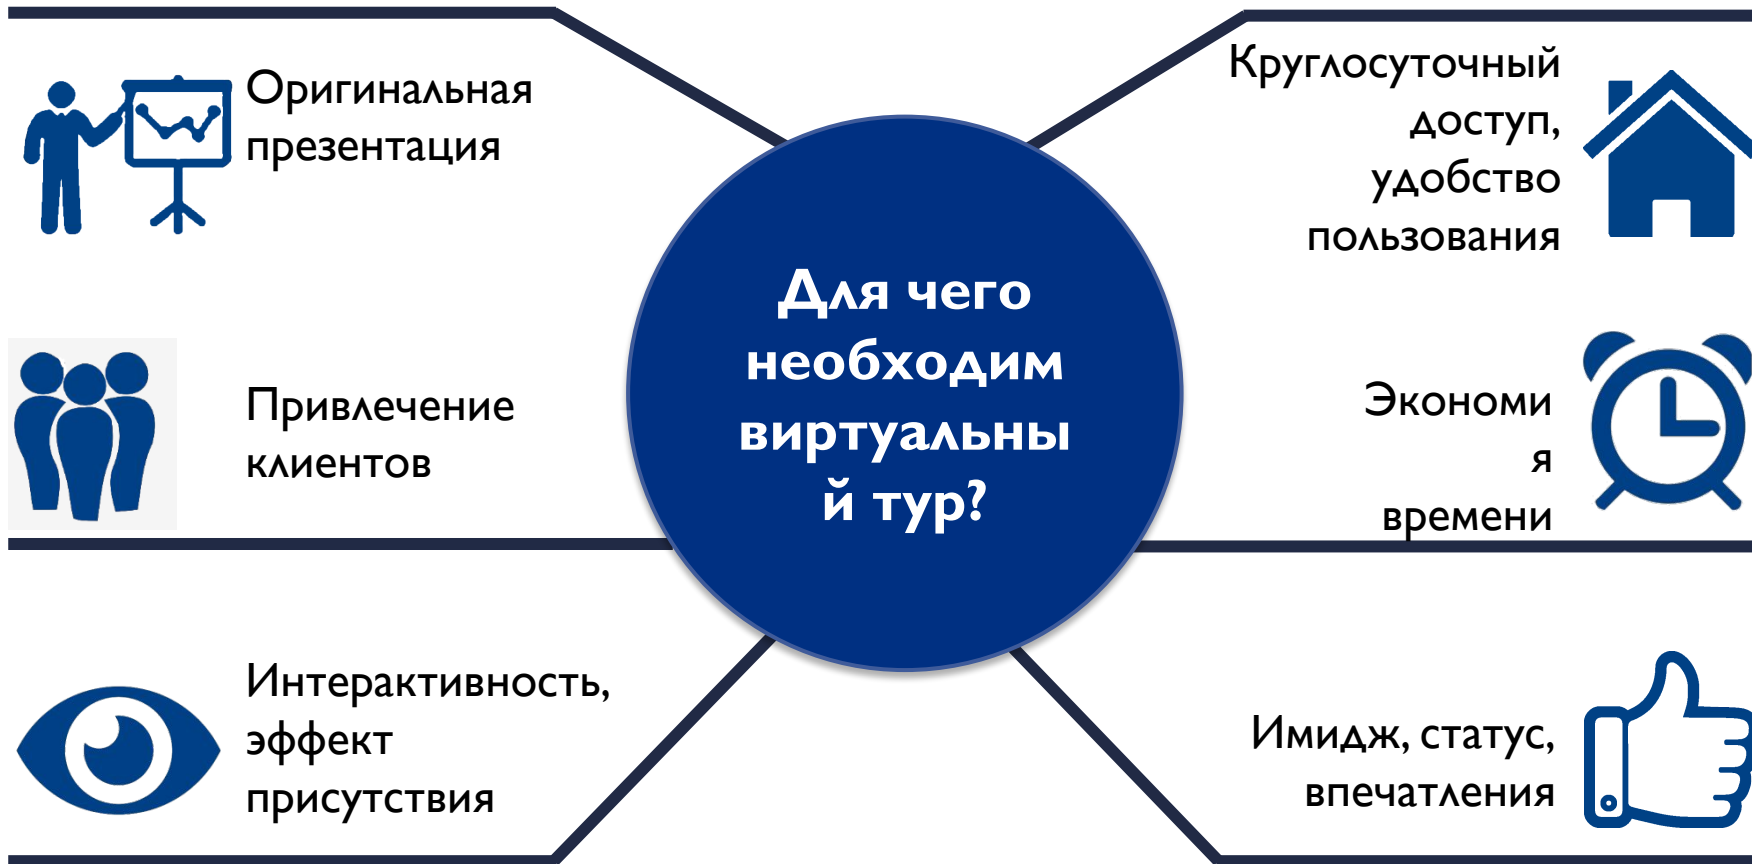 Оригинальная
презентация
Привлечение
клиентов
Интерактивность,
эффект
присутствия
Для чего
необходим
виртуальны
й тур?
Круглосуточный
доступ,
удобство
пользования
Экономи
я
времени
Имидж, статус,
впечатления